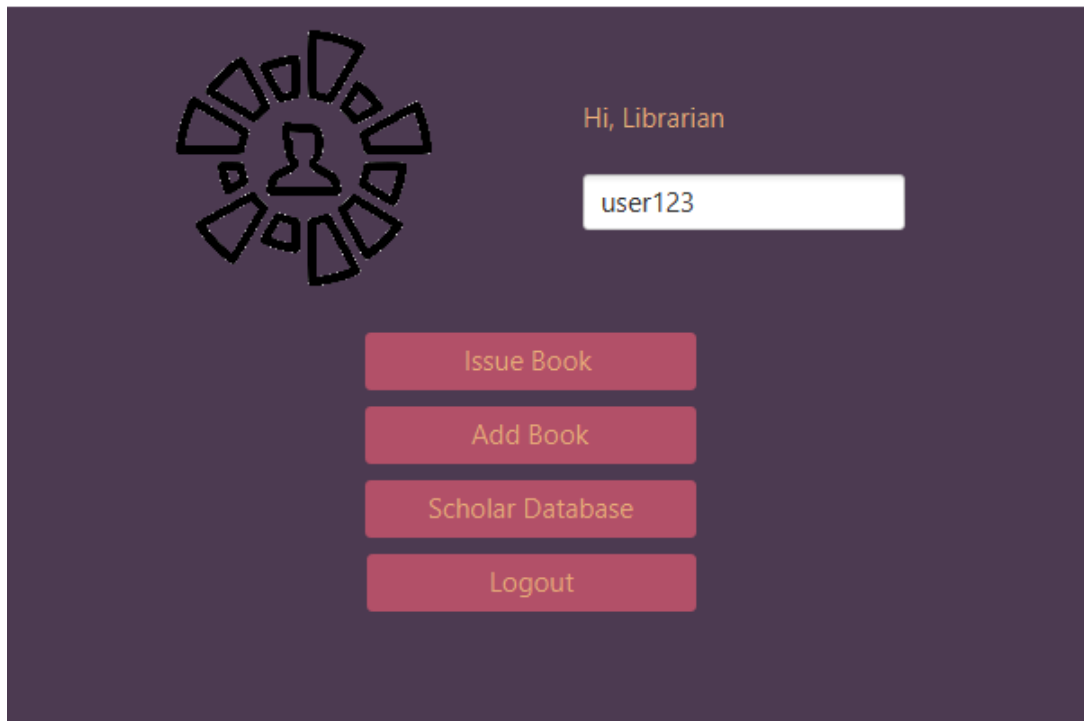 Hi, Librarian
user123
Issue Book
Add Book
Scholar Database
Logout